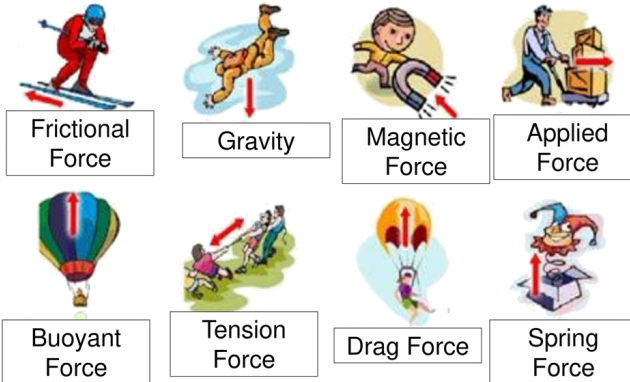 Frictional
Force
Gravity
Magnetic
Force
Applied
Force
Buoyant
Force
Tension
Force
Drag Force
Spring
Force